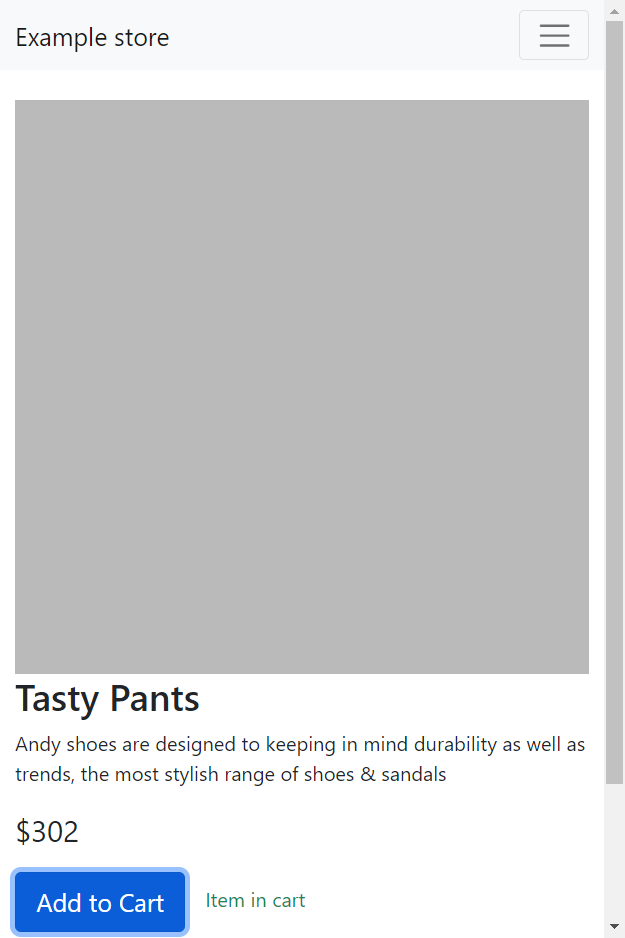 Example store
Tasty Pants
Andy shoes are designed to keeping in mind durability as well as
trends, the most stylish range of shoes & sandals
$302
Add to Cart
Item in cart